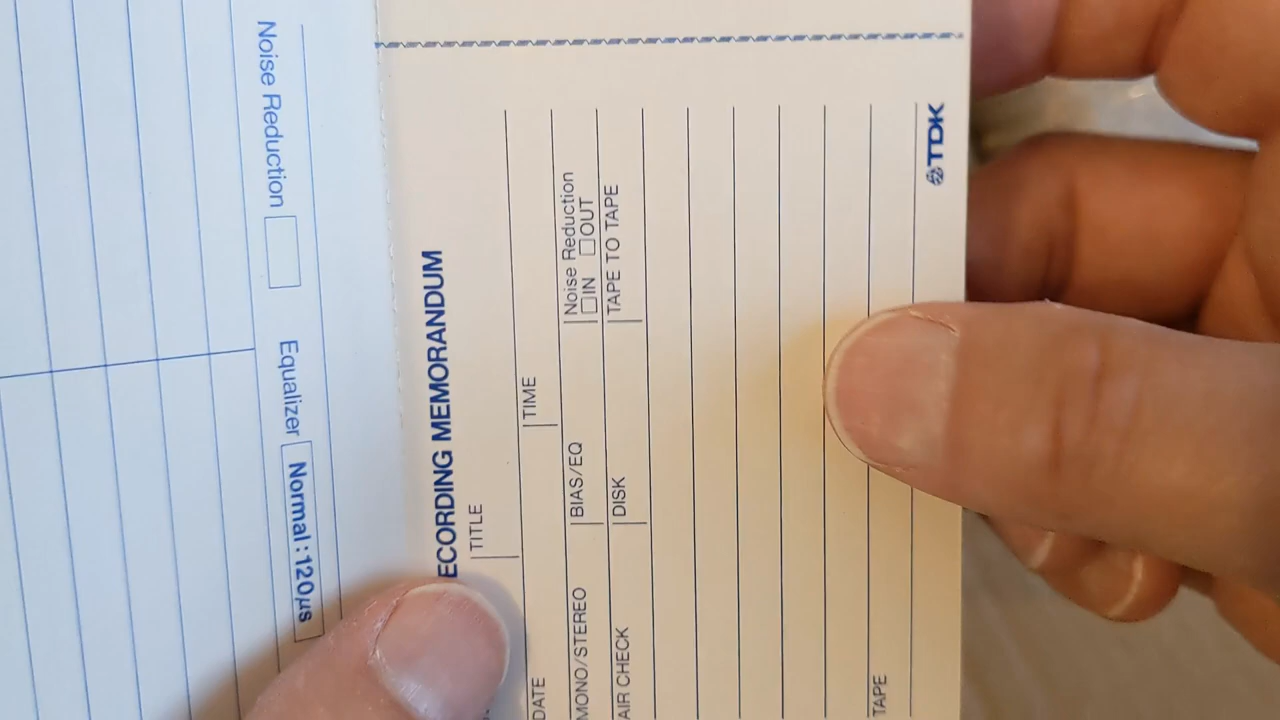 Noise Reduction
Equalizer Normal:120µs
ECORDING MEMORANDUM
TITLE
DATE TIME
MONO/STEREO BIAS/EQ Noise Reduction
IN OUT
AIR CHECK DISK TAPE TO TAPE
TAPE
TDK